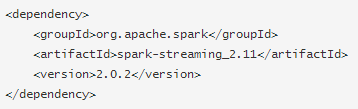 <dependency>
    <groupId>org.apache.spark</groupId>
    <artifactId>spark-streaming_2.11</artifactId>
    <version>2.0.2</version>
</dependency>